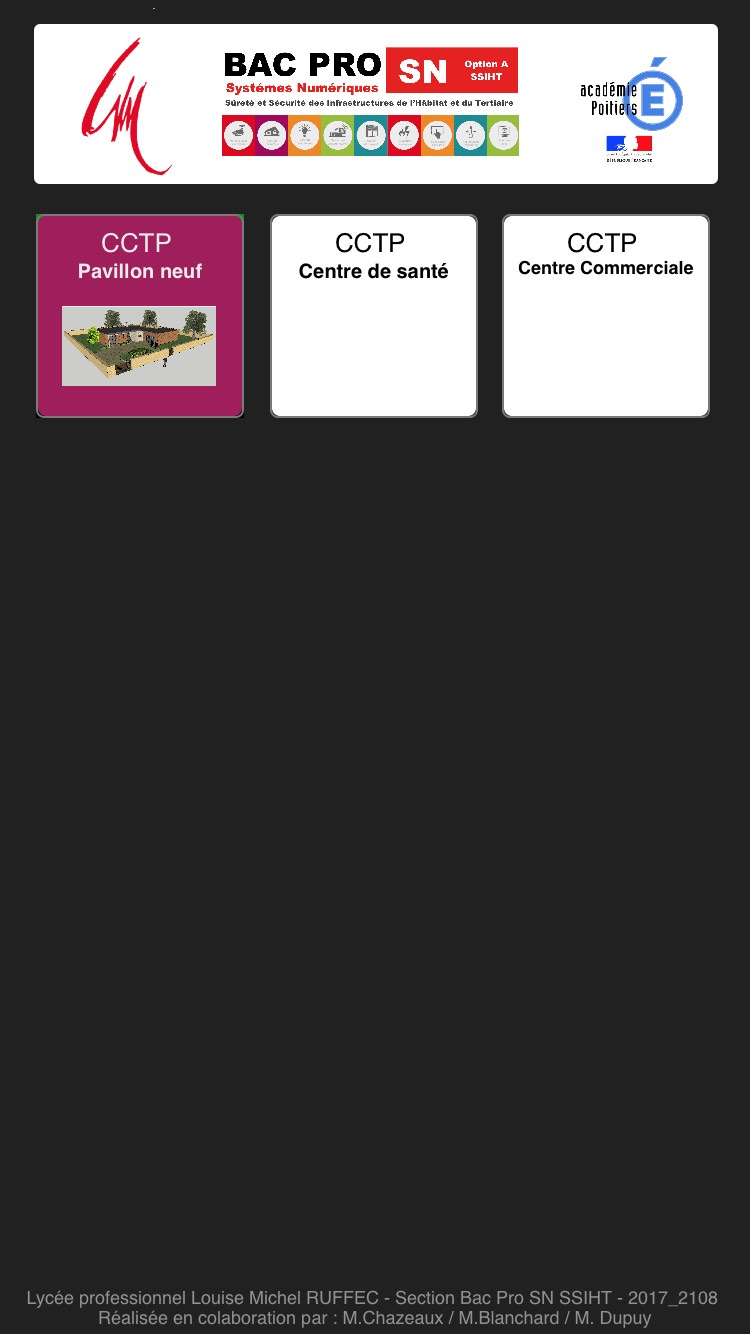 BAC PRO SN Option A
SSIHT
Systémes Numériques
Sûreté et Sécurité des Infrastructures de l'Hâbitat et du Tertiaire
académie
Poitiers
É
RÉPUBLIQUE FRANÇAISE
CCTP
Pavillon neuf
CCTP
Centre de santé
CCTP
Centre Commerciale
Lycée professionnel Louise Michel RUFFEC - Section Bac Pro SN SSIHT - 2017_2108
Réalisée en colaboration par : M.Chazeaux / M.Blanchard / M. Dupuy